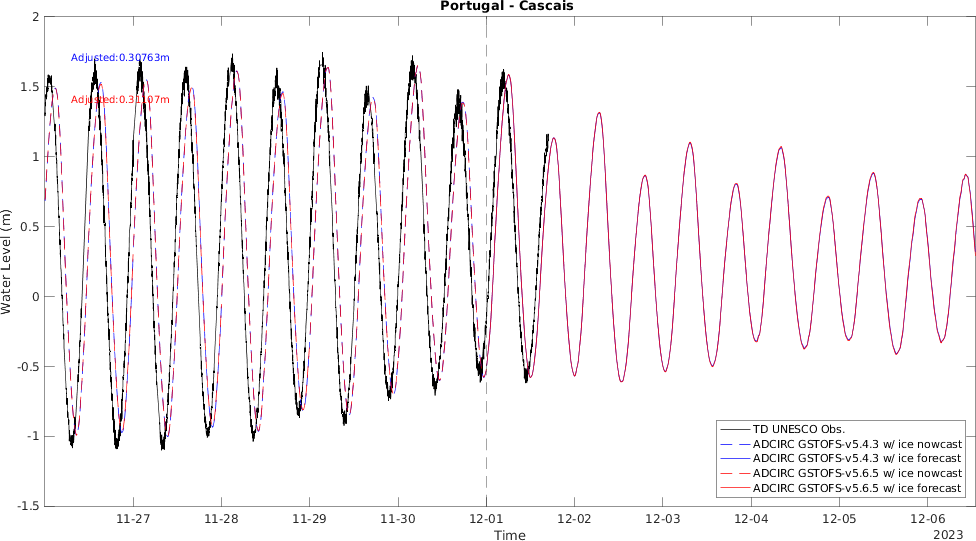 Portugal - Cascais
2
1.5
1
0.5
0
-0.5
-1
-1.5
Water Level (m)
Adjusted:0.30763m
Adjusted:0.31107m
TD UNESCO Obs.
ADCIRC GSTOFS-v5.4.3 w/ ice nowcast
ADCIRC GSTOFS-v5.4.3 w/ ice forecast
ADCIRC GSTOFS-v5.6.5 w/ ice nowcast
ADCIRC GSTOFS-v5.6.5 w/ ice forecast
11-27 11-28 11-29 11-30 12-01 12-02 12-03 12-04 12-05 12-06
Time
2023